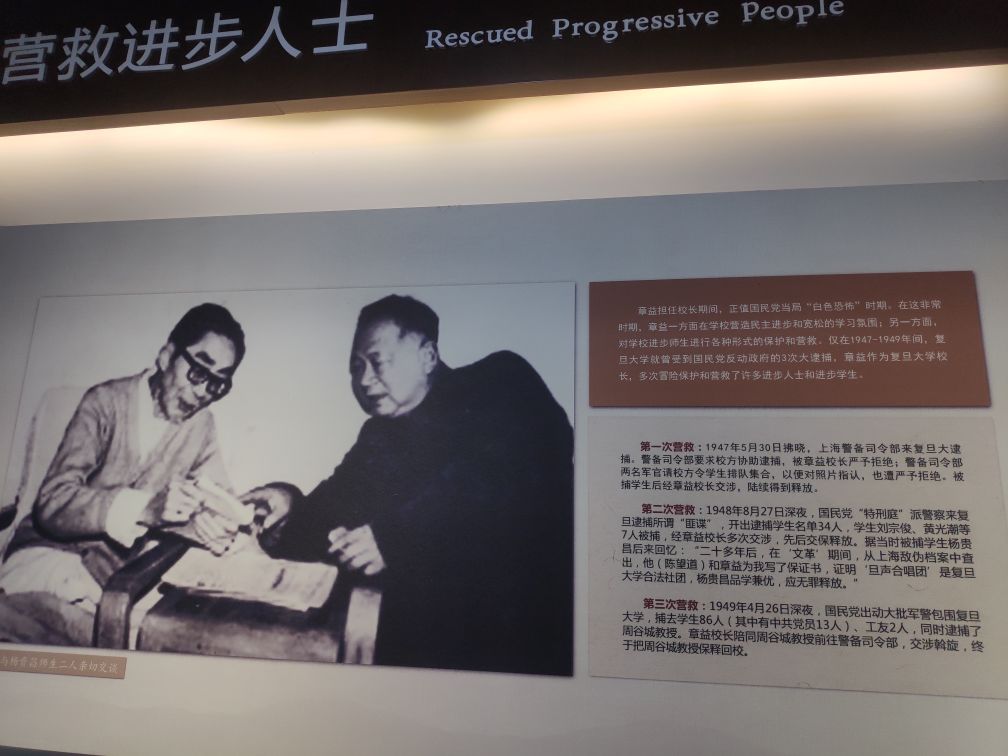 营救进步人士 Rescued Progressive People
章益担任校长期间，正值国民党当局“白色恐怖”时期。在这非常
时期，章益一方面在学校营造民主进步和宽松的学习氛围；另一方面，
对学校进步师生进行各种形式的保护和营救。仅在1947-1949年间，复
旦大学就曾受到国民党反动政府的3次大逮捕，章益作为复旦大学校
长，多次冒险保护和营救了许多进步人士和进步学生。
第一次营救：1947年5月30日拂晓，上海警备司令部来复旦大逮
捕。警备司令部要求校方协助逮捕，被章益校长严予拒绝；警备司令部
两名军官请校方令学生排队集合，以便对照片指认，也遭严予拒绝。被
捕学生后经章益校长交涉，陆续得到释放。
第二次营救：1948年8月27日深夜，国民党“特刑庭”派警察来复
旦逮捕所谓“匪谍”，开出逮捕学生名单34人，学生刘宗俊、黄光潮等
7人被捕，经章益校长多次交涉，先后交保释放。据当时被捕学生杨贵
昌后来回忆：“二十多年后，在‘文革’期间，从上海敌伪档案中查
出，他（陈望道）和章益为我写了保证书，证明‘旦声合唱团’是复旦
大学合法社团，杨贵昌品学兼优，应无罪释放。”
第三次营救：1949年4月26日深夜，国民党出动大批军警包围复旦
大学，捕去学生86人（其中有中共党员13人）、工友2人，同时逮捕了
周谷城教授。章益校长陪同周谷城教授前往警备司令部，交涉斡旋，终
于把周谷城教授保释回校。
与杨贵昌师生二人亲切交谈